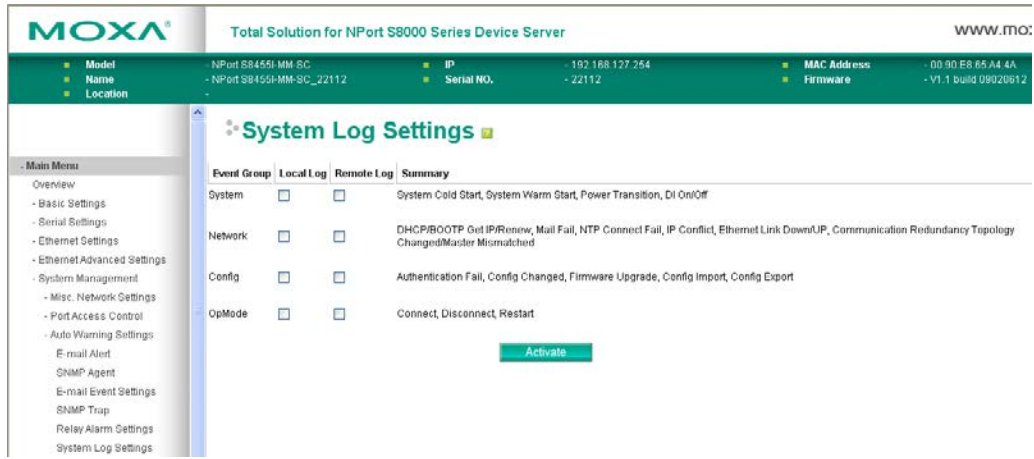 MOXA®
Total Solution for NPort S8000 Series Device Server
www.mo
Model - NPort S8455I-MM-SC IP - 192.168.127.254 MAC Address - 00:90:E8:65:A4:4A
Name - NPort S8455I-MM-SC_22112 Serial NO. - 22112 Firmware - V1.1 build 09020612
Location -
System Log Settings
- Main Menu
Overview
- Basic Settings
- Serial Settings
- Ethernet Settings
- Ethernet Advanced Settings
- System Management
- Misc. Network Settings
- Port Access Control
- Auto Warning Settings
E-mail Alert
SNMP Agent
E-mail Event Settings
SNMP Trap
Relay Alarm Settings
System Log Settings
Event Group Local Log Remote Log Summary
System System Cold Start, System Warm Start, Power Transition, DI On/Off
Network DHCP/BOOTP Get IP/Renew, Mail Fail, NTP Connect Fail, IP Conflict, Ethernet Link Down/UP, Communication Redundancy Topology
Changed/Master Mismatched
Config Authentication Fail, Config Changed, Firmware Upgrade, Config Import, Config Export
OpMode Connect, Disconnect, Restart
Activate